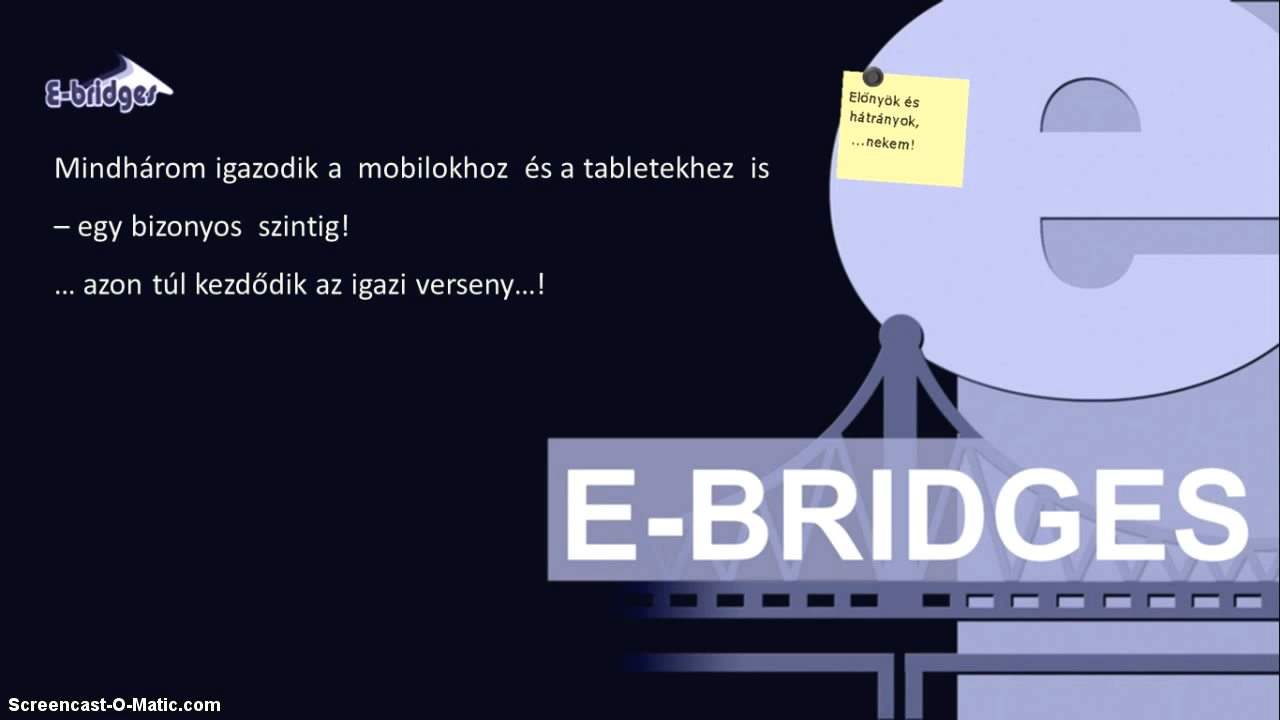 E-bridges
Előnyök és
hátrányok,
...nekem!
Mindhárom igazodik a mobilokhoz és a tabletekhez is
– egy bizonyos szintig!
... azon túl kezdődik az igazi verseny...!
e
E-BRIDGES
Screencast-O-Matic.com